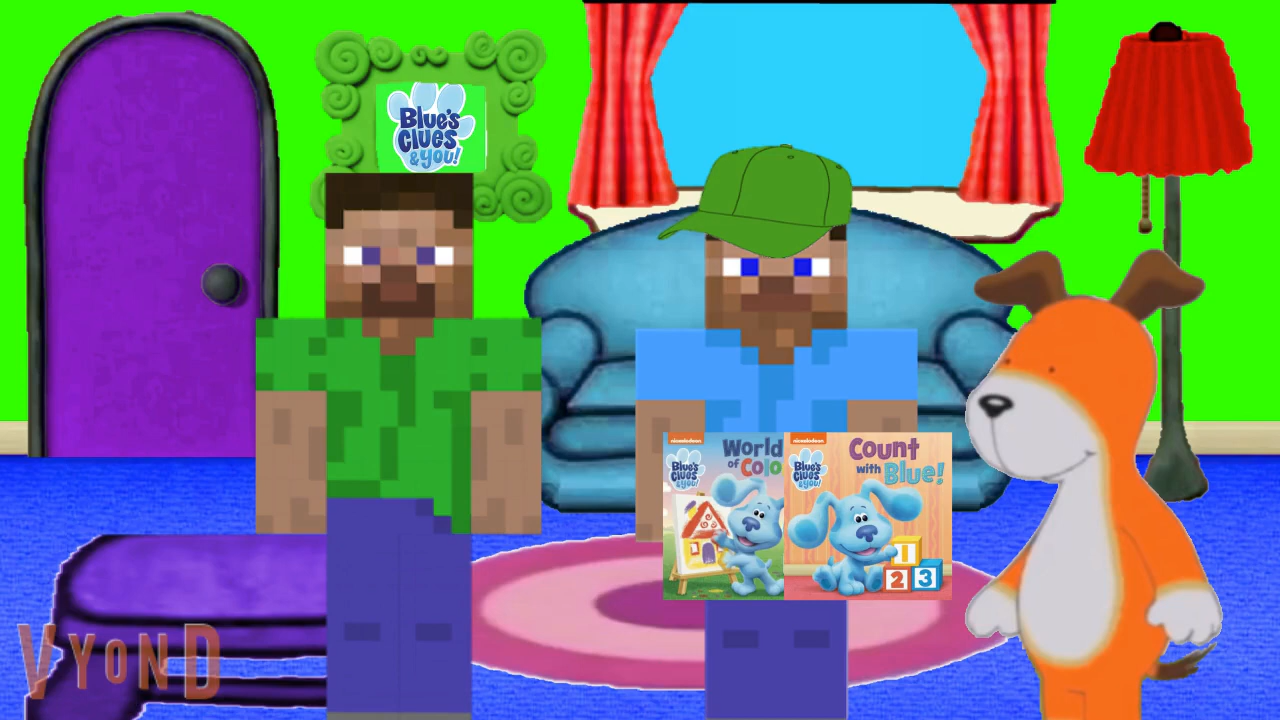 BLUE'S
CLUES
& YOU!
nickelodeon
World
of Colo
BLUE'S
CLUES
& YOU!
nickelodeon
Count
with Blue!
BLUE'S
CLUES
& YOU!
1
2 3
VYOND